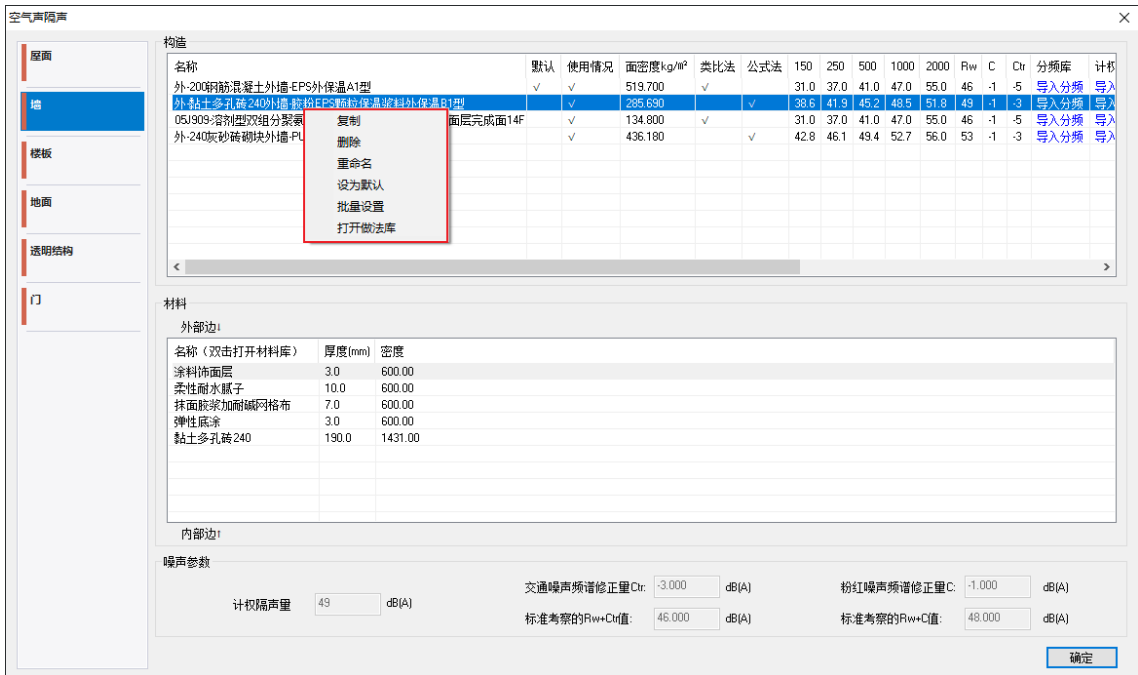 空气声隔声
屋面
墙
楼板
地面
透明结构
门
构造
名称 默认 使用情况 面密度kg/m² 类比法 公式法 150 250 500 1000 2000 Rw C Ctr 分频库 计权
外-200钢筋混凝土外墙-EPS外保温A1型 √ √ 519.700 √ 31.0 37.0 41.0 47.0 55.0 46 -1 -5 导入分频 导入
外-黏土多孔砖240外墙-胶粉EPS颗粒保温浆料外保温B1型 √ 285.690 √ 38.6 41.9 45.2 48.5 51.8 49 -1 -3 导入分频 导入
05J909-溶剂型双组分聚氨 面层完成面14F √ 134.800 √ 31.0 37.0 41.0 47.0 55.0 46 -1 -5 导入分频 导入
外-240灰砂砖砌块外墙-PU √ 436.180 √ 42.8 46.1 49.4 52.7 56.0 53 -1 -3 导入分频 导入
复制
删除
重命名
设为默认
批量设置
打开做法库
材料
外部边↓
名称（双击打开材料库） 厚度(mm) 密度
涂料饰面层 3.0 600.00
柔性耐水腻子 10.0 600.00
抹面胶浆加耐碱网格布 7.0 600.00
弹性底涂 3.0 600.00
黏土多孔砖240 190.0 1431.00
内部边↑
噪声参数
计权隔声量 49 dB(A)
交通噪声频谱修正量Ctr: -3.000 dB(A) 粉红噪声频谱修正量C: -1.000 dB(A)
标准考察的Rw+Ctr值: 46.000 dB(A) 标准考察的Rw+C值: 48.000 dB(A)
确定